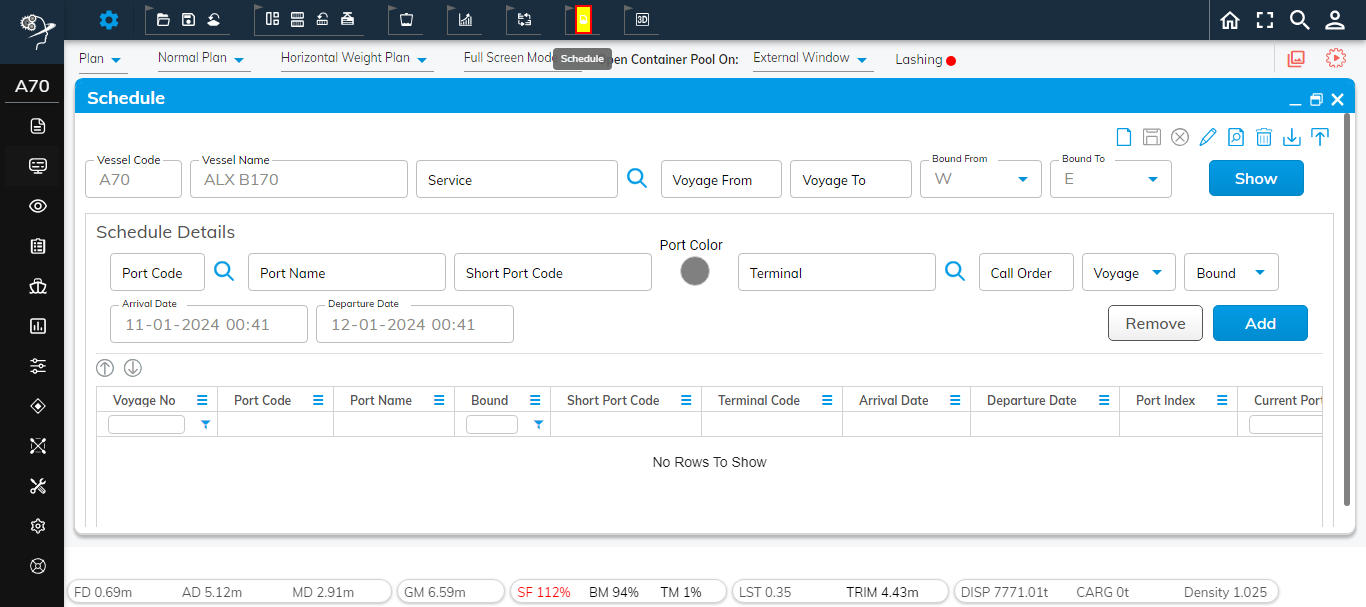 3D
Plan
Normal Plan
Horizontal Weight Plan
Full Screen Mode
Schedule
pen Container Pool On:
External Window
Lashing
A70
Schedule
Vessel Code
A70
Vessel Name
ALX B170
Service
Voyage From
Voyage To
Bound From
W
Bound To
E
Show
Schedule Details
Port Code
Port Name
Short Port Code
Port Color
Terminal
Call Order
Voyage
Bound
Arrival Date
11-01-2024 00:41
Departure Date
12-01-2024 00:41
Remove
Add
Voyage No
Port Code
Port Name
Bound
Short Port Code
Terminal Code
Arrival Date
Departure Date
Port Index
Current Port
No Rows To Show
FD 0.69m
AD 5.12m
MD 2.91m
GM 6.59m
SF 112%
BM 94%
TM 1%
LST 0.35
TRIM 4.43m
DISP 7771.01t
CARG 0t
Density 1.025